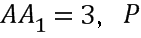 AA₁ = 3, P